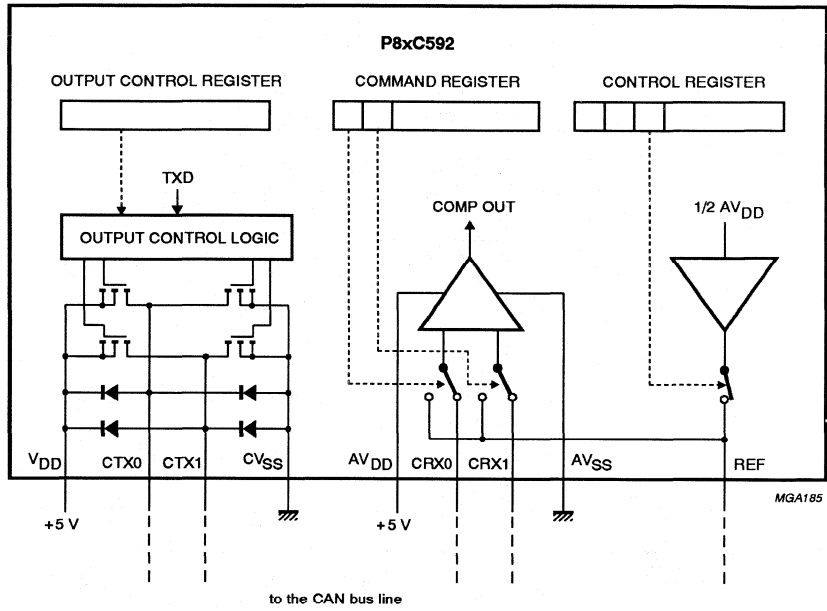 P8xC592
OUTPUT CONTROL REGISTER
COMMAND REGISTER
CONTROL REGISTER
TXD
COMP OUT
1/2 AVDD
OUTPUT CONTROL LOGIC
VDD
CTX0
CTX1
CVSS
AVDD
CRX0
CRX1
AVSS
REF
MGA185
+5 V
+5 V
to the CAN bus line